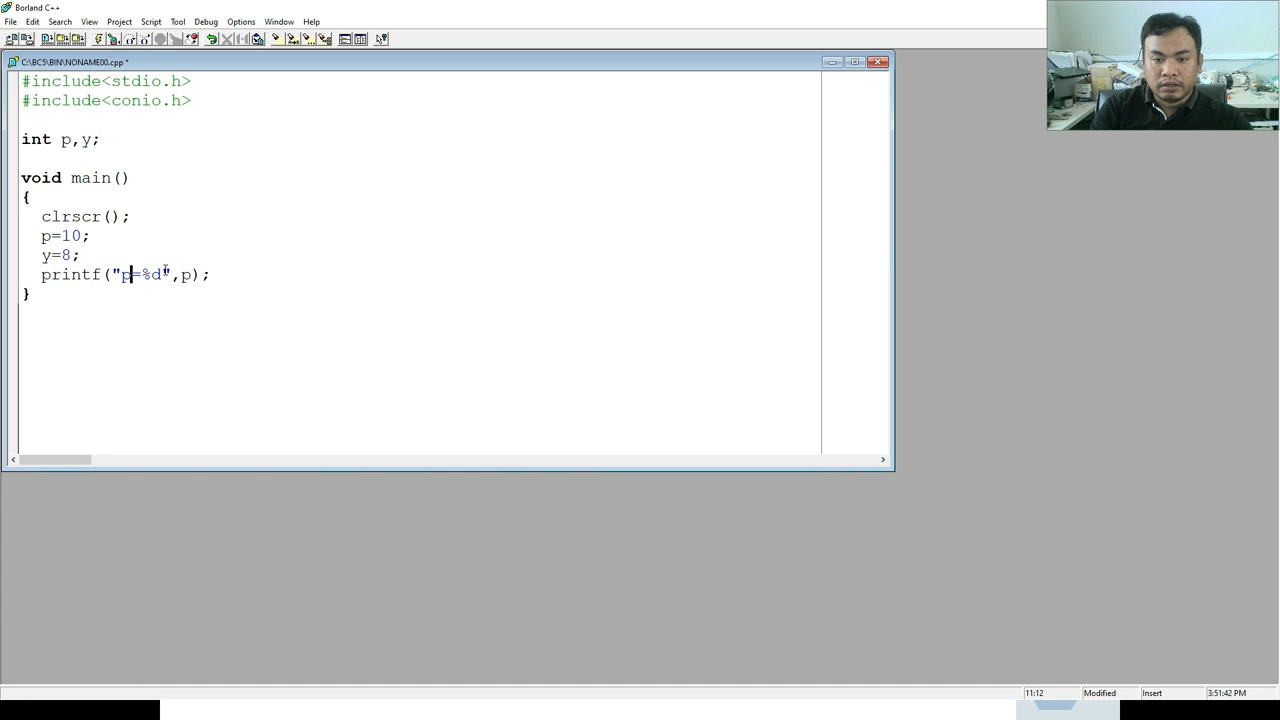 Borland C++
File Edit Search View Project Script Tool Debug Options Window Help
C:\BC5\BIN\NONAME00.cpp *
#include<stdio.h>
#include<conio.h>
int p,y;
void main()
{
clrscr();
p=10;
y=8;
printf("p=%d",p);
}
11:12 Modified Insert 3:51:42 PM